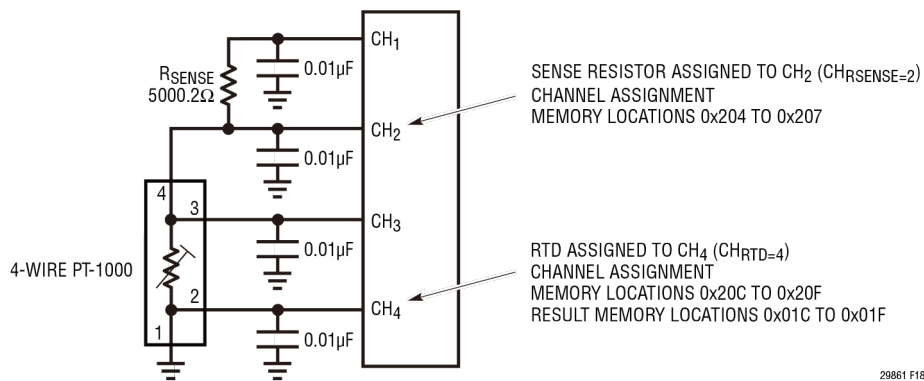 CH1
0.01µF
RSENSE
5000.2Ω
SENSE RESISTOR ASSIGNED TO CH2 (CHRSENSE=2)
CHANNEL ASSIGNMENT
MEMORY LOCATIONS 0x204 TO 0x207
CH2
0.01µF
4
3
CH3
0.01µF
4-WIRE PT-1000
2
1
CH4
0.01µF
RTD ASSIGNED TO CH4 (CHRTD=4)
CHANNEL ASSIGNMENT
MEMORY LOCATIONS 0x20C TO 0x20F
RESULT MEMORY LOCATIONS 0x01C TO 0x01F
29861 F18